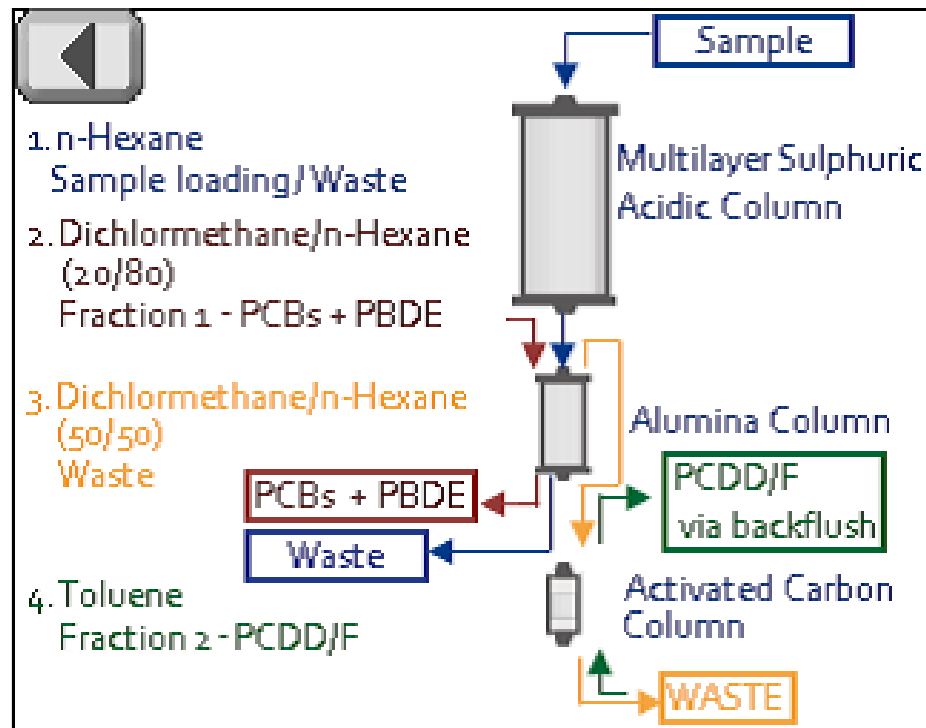 Sample
1. n-Hexane
Sample loading/Waste
Multilayer Sulphuric
Acidic Column
2. Dichlormethane/n-Hexane
(20/80)
Fraction 1 - PCBs + PBDE
3. Dichlormethane/n-Hexane
(50/50)
Waste
Alumina Column
PCBs + PBDE
Waste
PCDD/F
via backflush
4. Toluene
Fraction 2 - PCDD/F
Activated Carbon
Column
WASTE